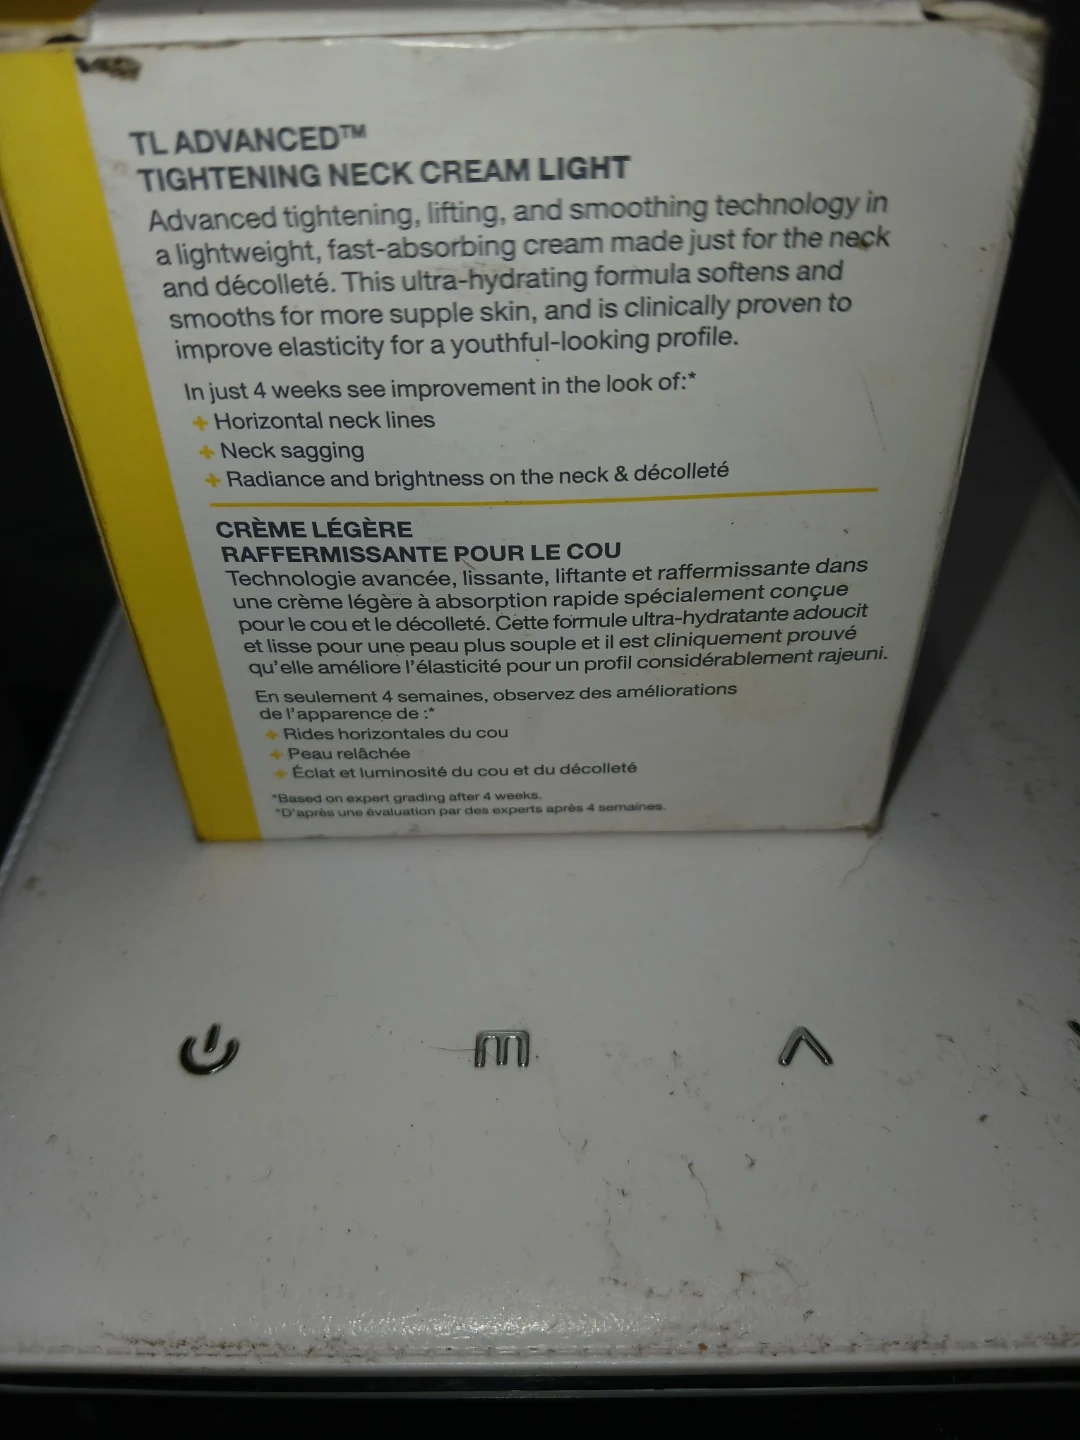 TL ADVANCED™
TIGHTENING NECK CREAM LIGHT
Advanced tightening, lifting, and smoothing technology in
a lightweight, fast-absorbing cream made just for the neck
and décolleté. This ultra-hydrating formula softens and
smooths for more supple skin, and is clinically proven to
improve elasticity for a youthful-looking profile.
In just 4 weeks see improvement in the look of:*
+ Horizontal neck lines
+ Neck sagging
+ Radiance and brightness on the neck & décolleté
CRÈME LÉGÈRE
RAFFERMISSANTE POUR LE COU
Technologie avancée, lissante, liftante et raffermissante dans
une crème légère à absorption rapide spécialement conçue
pour le cou et le décolleté. Cette formule ultra-hydratante adoucit
et lisse pour une peau plus souple et il est cliniquement prouvé
qu'elle améliore l'élasticité pour un profil considérablement rajeuni.
En seulement 4 semaines, observez des améliorations
de l'apparence de :*
+ Rides horizontales du cou
+ Peau relâchée
+ Éclat et luminosité du cou et du décolleté
*Based on expert grading after 4 weeks.
*D'après une évaluation par des experts après 4 semaines.
m